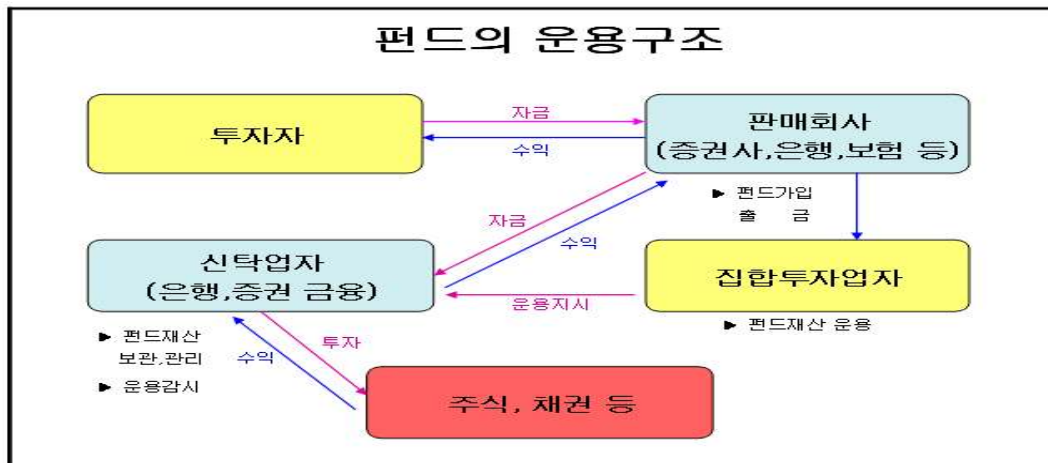 펀드의 운용구조
투자자
자금
수익
판매회사
(증권사,은행,보험 등)
▶ 펀드가입
출 금
자금
수익
신탁업자
(은행,증권 금융)
운용지시
집합투자업자
▶ 펀드재산 운용
▶ 펀드재산
보관,관리
▶ 운용감시
수익
투자
주식, 채권 등